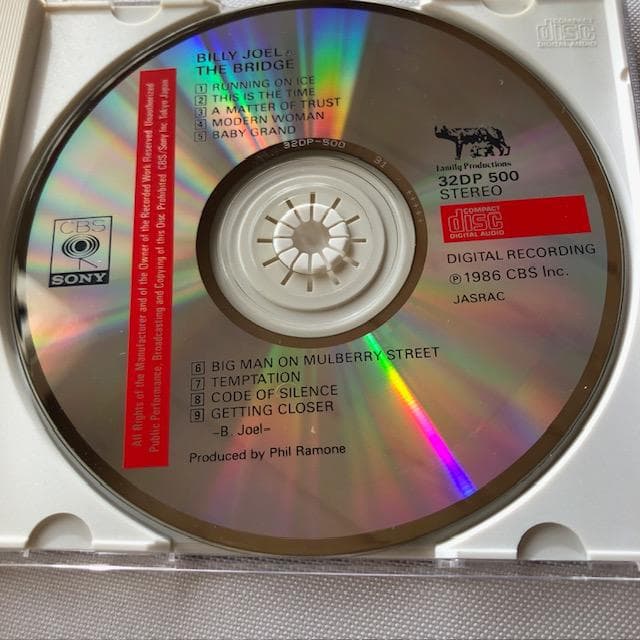 BILLY JOEL
THE BRIDGE
1 RUNNING ON ICE
2 THIS IS THE TIME
3 A MATTER OF TRUST
4 MODERN WOMAN
5 BABY GRAND
32DP-500
Family Productions
32DP 500
STEREO
COMPACT
disc
DIGITAL AUDIO
DIGITAL RECORDING
℗1986 CBS Inc.
JASRAC
CBS
SONY
All Rights of the Manufacturer and of the Owner of the Recorded Work Reserved. Unauthorized
Public Performance, Broadcasting and Copying of this Disc Prohibited CBS/Sony Inc. Tokyo Japan
6 BIG MAN ON MULBERRY STREET
7 TEMPTATION
8 CODE OF SILENCE
9 GETTING CLOSER
–B. Joel–
Produced by Phil Ramone
COMPACT
disc
DIGITAL AUDIO